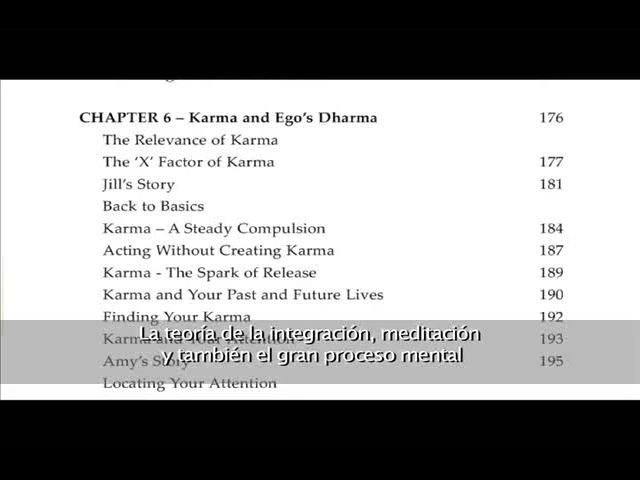 CHAPTER 6 – Karma and Ego's Dharma 176
The Relevance of Karma
The 'X' Factor of Karma 177
Jill's Story 181
Back to Basics
Karma – A Steady Compulsion 184
Acting Without Creating Karma 187
Karma - The Spark of Release 189
Karma and Your Past and Future Lives 190
Finding Your Karma 192
La teoría de la integración, meditación
Karma and Your Attention 193
y también el gran proceso mental
Amy's Story 195
Locating Your Attention